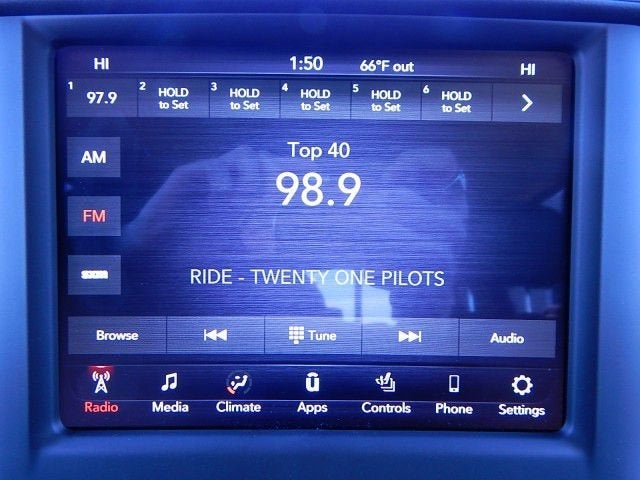 HI 1:50 66°F out HI
1 97.9 2 HOLD to Set 3 HOLD to Set 4 HOLD to Set 5 HOLD to Set 6 HOLD to Set
AM
Top 40
98.9
FM
RIDE - TWENTY ONE PILOTS
Browse Tune Audio
Radio Media Climate Apps Controls Phone Settings